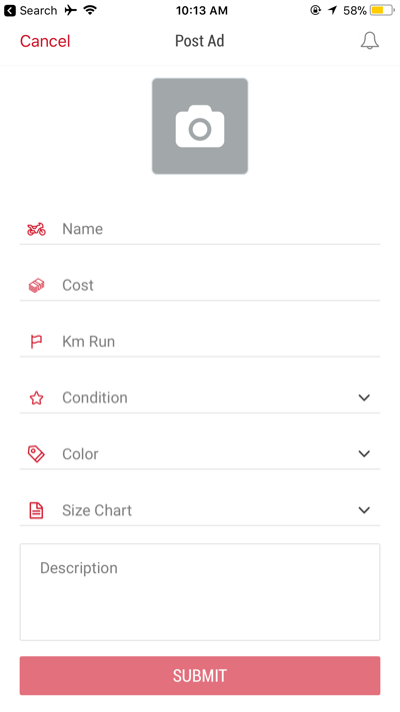 Search 10:13 AM 58%
Cancel Post Ad
Name
Cost
Km Run
Condition
Color
Size Chart
Description
SUBMIT